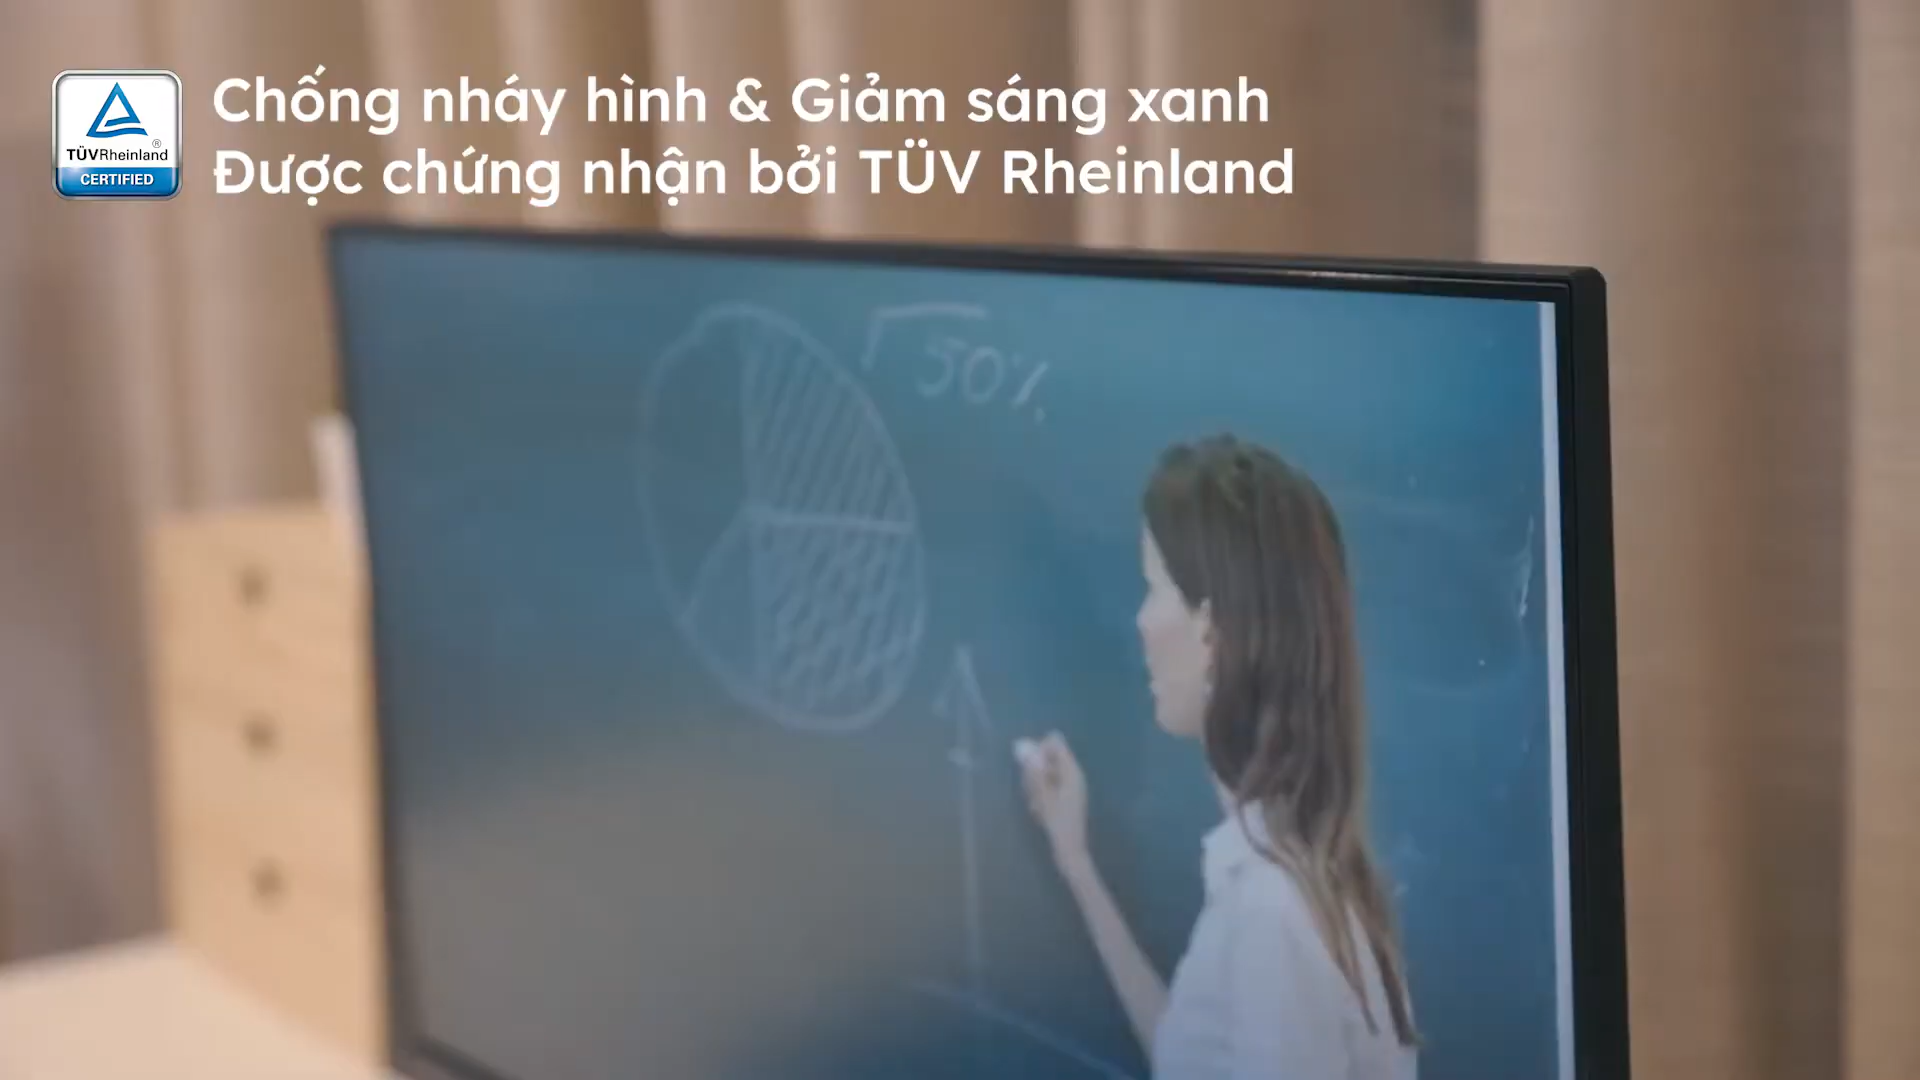 TÜVRheinland®
CERTIFIED
Chống nháy hình & Giảm sáng xanh
Được chứng nhận bởi TÜV Rheinland
50%